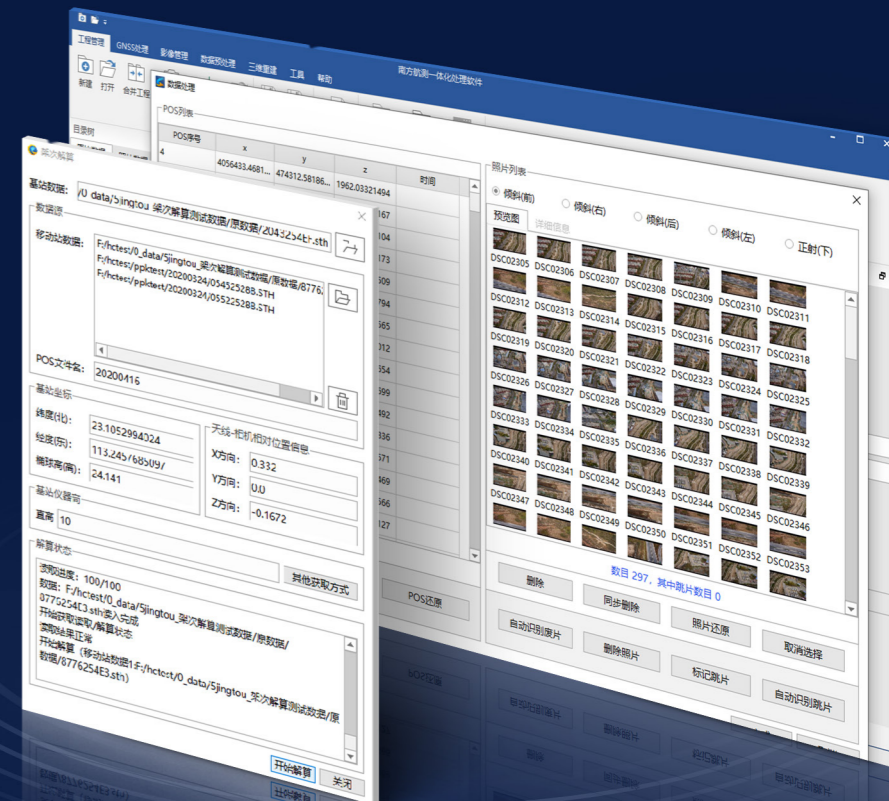 南方航测一体化处理软件
工程管理 GNSS处理 影像管理 数据预处理 三维重建 工具 帮助
新建 打开 合并工程
目录树
数据处理
POS列表
POS序号 x y z 时间
4 4056433.4681... 474312.58186... 1962.03321494
167
104
173
509
794
565
012
554
599
492
336
571
469
566
127
POS还原
照片列表
倾斜(前) 倾斜(右) 倾斜(后) 倾斜(左) 正射(下)
预览图 详细信息
DSC02305 DSC02306 DSC02307 DSC02308 DSC02309 DSC02310 DSC02311
DSC02312 DSC02313 DSC02314 DSC02315 DSC02316 DSC02317 DSC02318
DSC02319 DSC02320 DSC02321 DSC02322 DSC02323 DSC02324 DSC02325
DSC02326 DSC02327 DSC02328 DSC02329 DSC02330 DSC02331 DSC02332
DSC02333 DSC02334 DSC02335 DSC02336 DSC02337 DSC02338 DSC02339
DSC02340 DSC02341 DSC02342 DSC02343 DSC02344 DSC02345 DSC02346
DSC02347 DSC02348 DSC02349 DSC02350 DSC02351 DSC02352 DSC02353
数目 297，其中跳片数目 0
删除 同步删除 照片还原 取消选择
自动识别废片 删除照片 标记跳片 自动识别跳片
架次解算
基站数据: /0_data/5jingtou_架次解算测试数据/原数据/2043254EF.sth
数据源
移动站数据: F:/hctest/0_data/5jingtou_架次解算测试数据/原数据/8776
F:/hctest/ppktest/20200324/05452528B.STH
F:/hctest/ppktest/20200324/05522528B.STH
POS文件名: 20200416
基站坐标
纬度(北): 23.1052994024
经度(东): 113.2457685097
椭球高(高): 24.141
天线-相机相对位置信息
X方向: 0.332
Y方向: 0.0
Z方向: -0.1672
基站仪器高
直高 10
其他获取方式
解算状态
读取进度：100/100
数据：F:/hctest/0_data/5jingtou_架次解算测试数据/原数据/
8776254E3.sth读入完成
开始获取读取/解算状态
读取结果正常
开始解算（移动站数据1:F:/hctest/0_data/5jingtou_架次解算测试数据/原
数据/8776254E3.sth）
开始解算 关闭